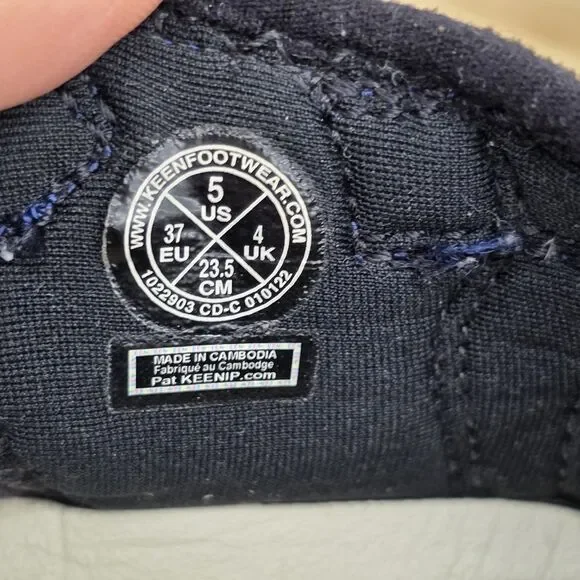 WWW.KEENFOOTWEAR.COM
5
US
37
EU
4
UK
23.5
CM
1022903 CD-C 010122
MADE IN CAMBODIA
Fabriqué au Cambodge
Pat KEENIP.com